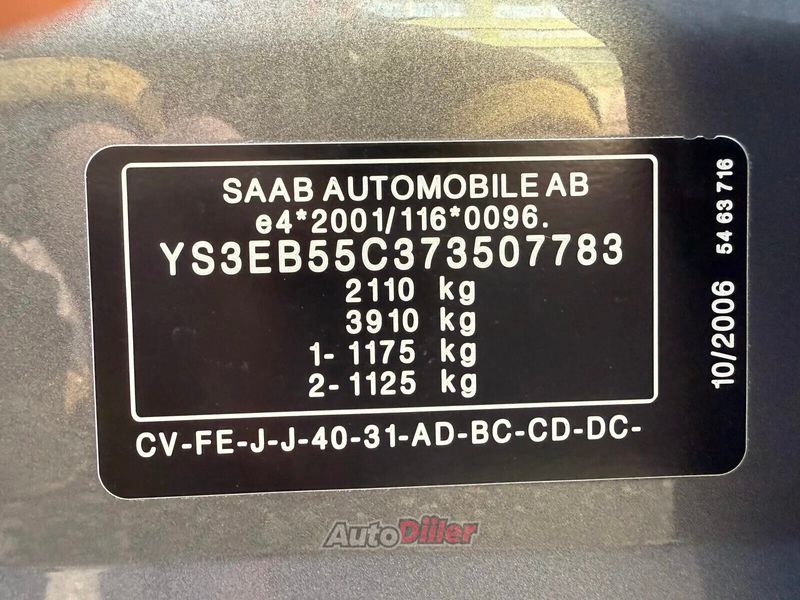 SAAB AUTOMOBILE AB
e4*2001/116*0096.
YS3EB55C373507783
2110 kg
3910 kg
1- 1175 kg
2- 1125 kg
CV-FE-J-J-40-31-AD-BC-CD-DC-
10/2006
54 63 716
AutoDiller